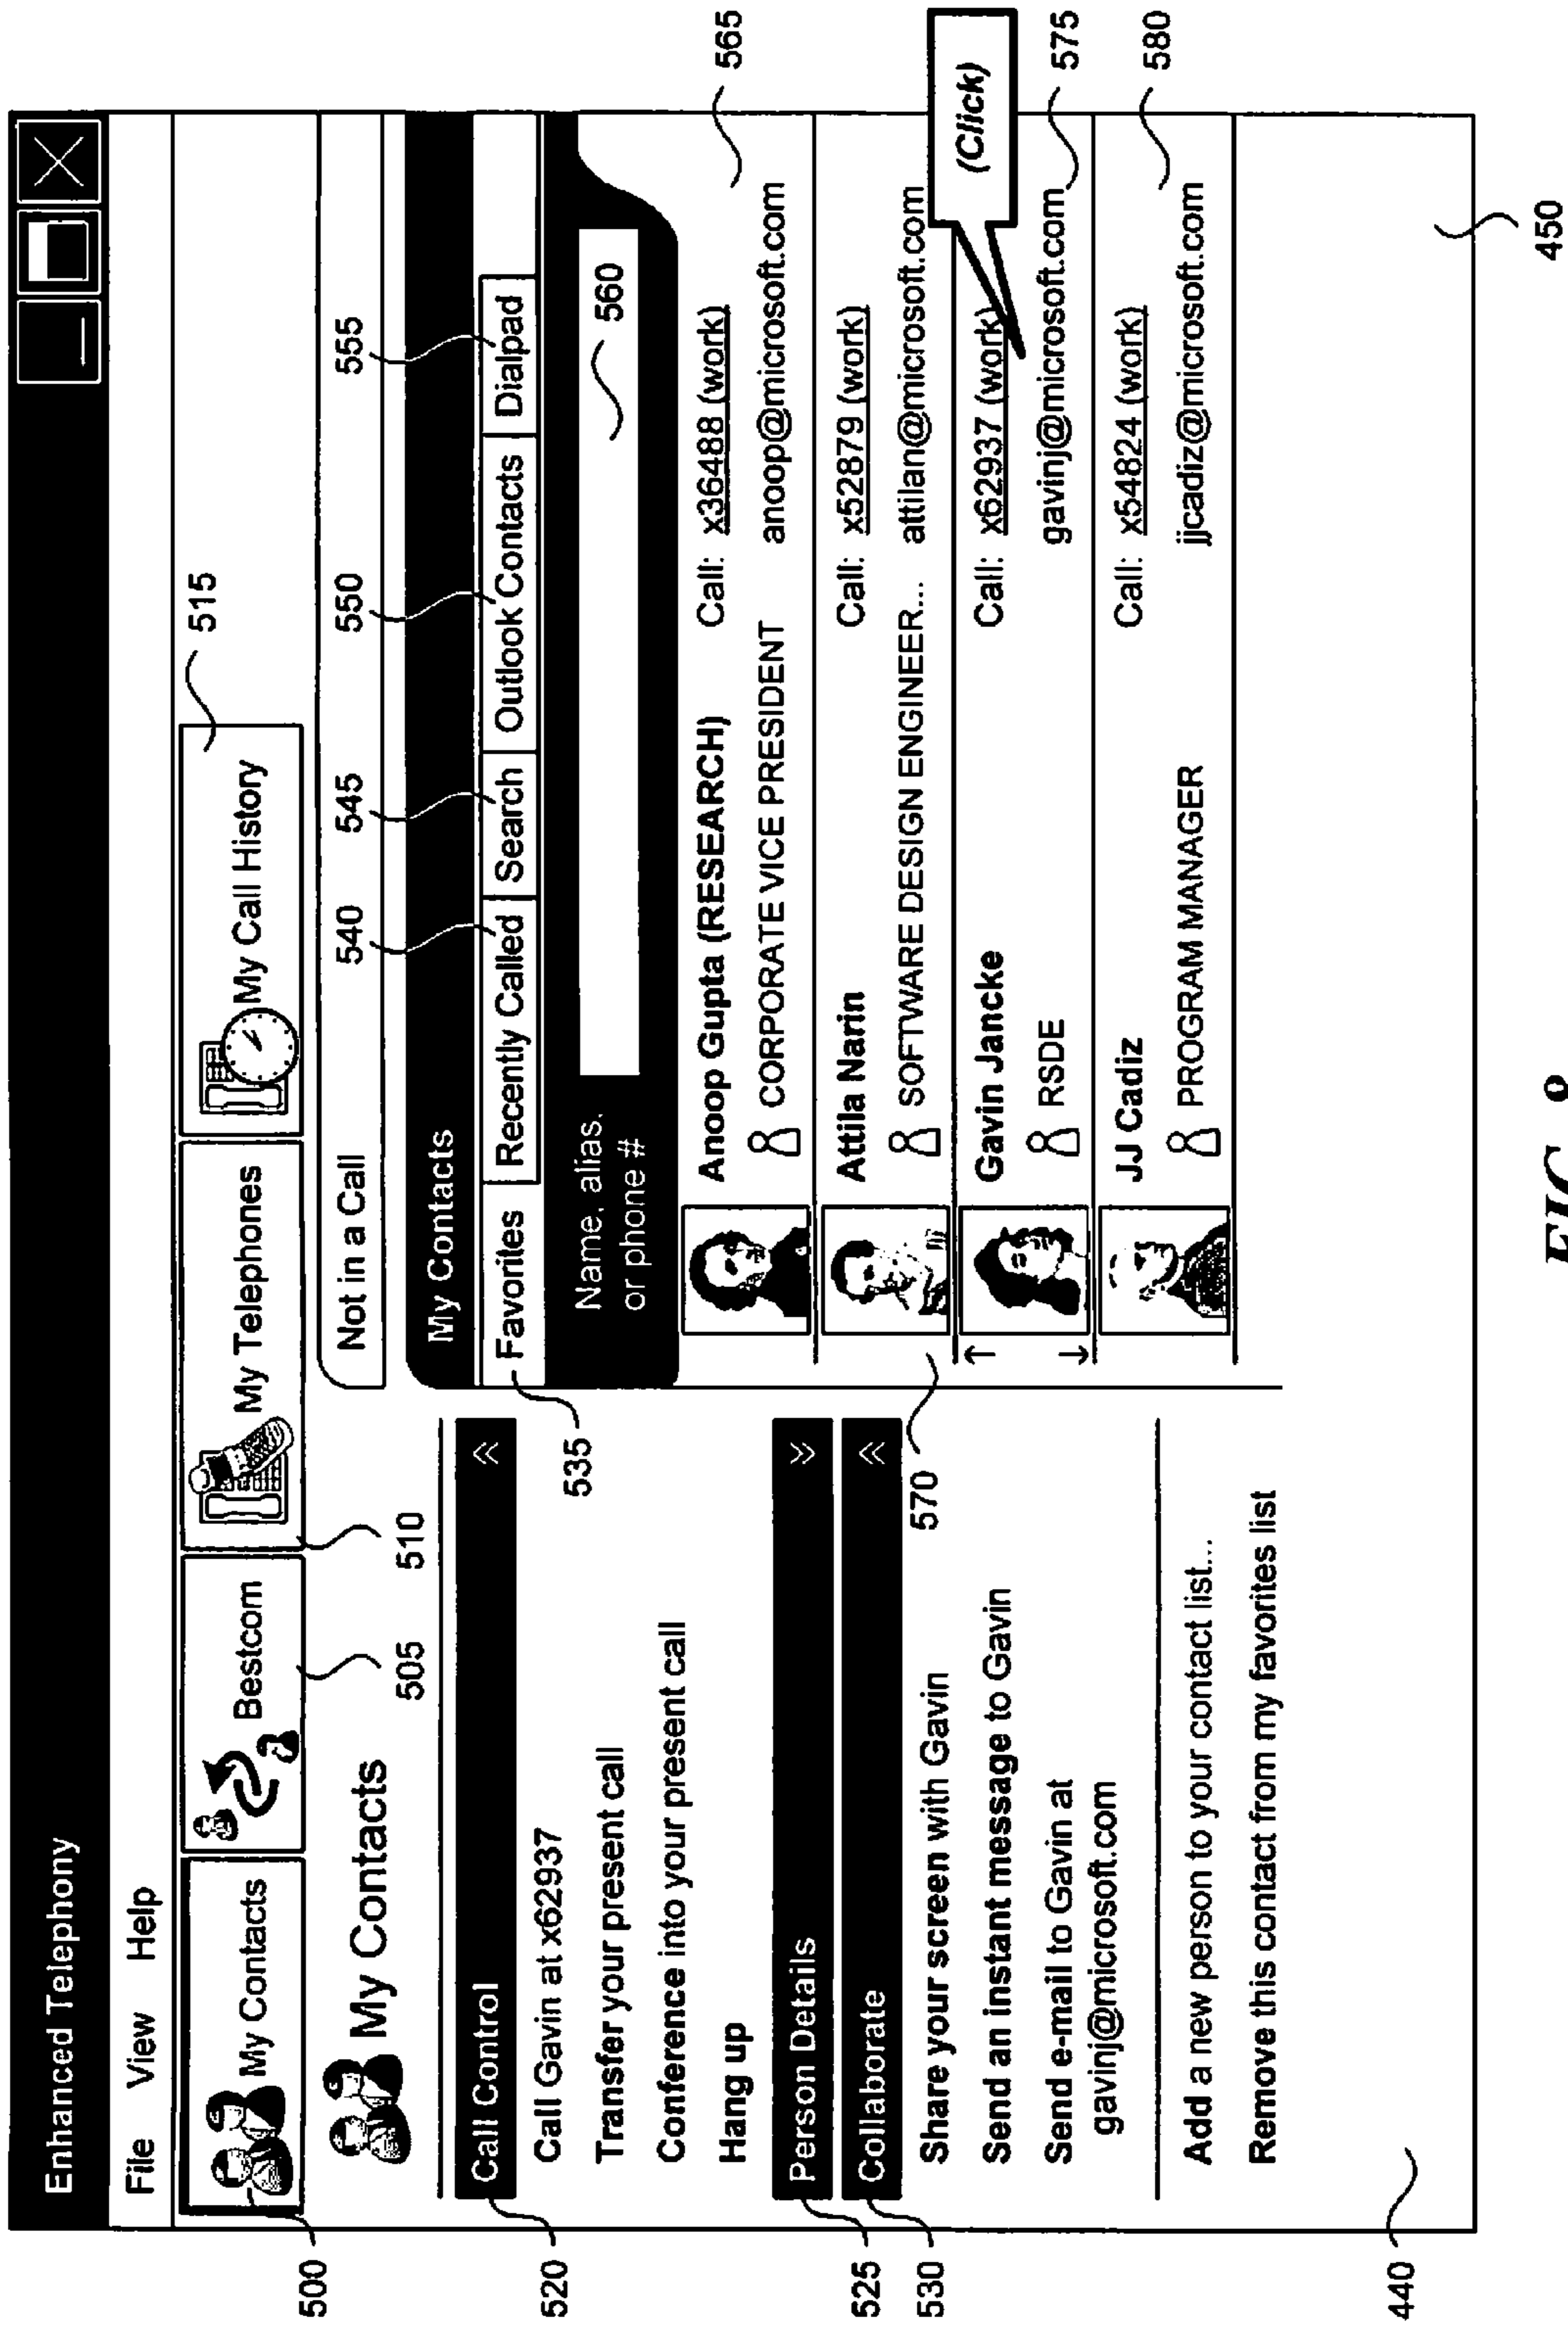 Enhanced Telephony
File View Help
My Contacts
Bestcom
My Telephones
My Call History
515
500
505
510
My Contacts
Not in a Call
520
Call Control
Call Gavin at x62937
Transfer your present call
Conference into your present call
Hang up
525
Person Details
530
Collaborate
Share your screen with Gavin
Send an instant message to Gavin
Send e-mail to Gavin at
gavinj@microsoft.com
Add a new person to your contact list...
Remove this contact from my favorites list
440
540
545
550
555
My Contacts
Favorites
Recently Called
Search
Outlook Contacts
Dialpad
535
Name, alias.
or phone #
560
Anoop Gupta (RESEARCH)
Call: x36488 (work)
565
CORPORATE VICE PRESIDENT
anoop@microsoft.com
Attila Narin
Call: x52879 (work)
570
SOFTWARE DESIGN ENGINEER...
attilan@microsoft.com
(Click)
Gavin Jancke
Call: x62937 (work)
RSDE
gavinj@microsoft.com
575
JJ Cadiz
Call: x54824 (work)
580
PROGRAM MANAGER
jjcadiz@microsoft.com
450